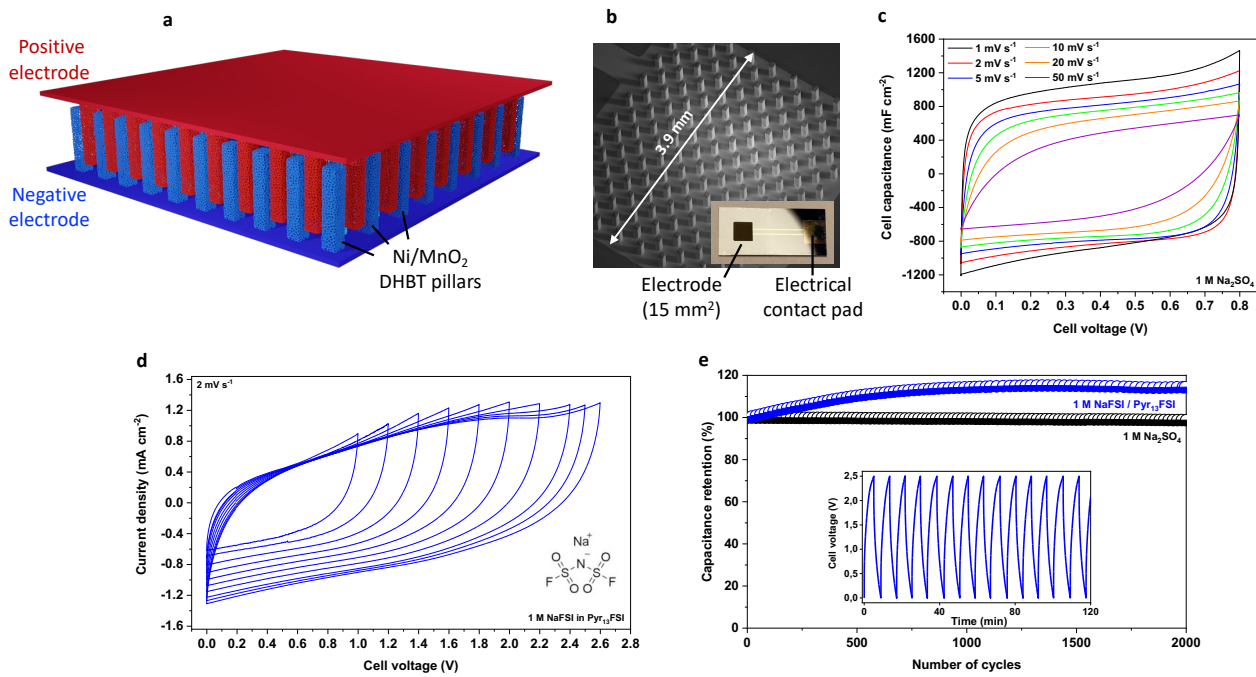 a
Positive
electrode
Negative
electrode
Ni/MnO₂
DHBT pillars
b
3.9 mm
Electrode
(15 mm²)
Electrical
contact pad
c
Cell capacitance (mF cm⁻²)
1600
1200
800
400
0
-400
-800
-1200
1 mV s⁻¹
2 mV s⁻¹
5 mV s⁻¹
10 mV s⁻¹
20 mV s⁻¹
50 mV s⁻¹
1 M Na₂SO₄
0.0 0.1 0.2 0.3 0.4 0.5 0.6 0.7 0.8
Cell voltage (V)
d
2 mV s⁻¹
Current density (mA cm⁻²)
1.6
1.2
0.8
0.4
0.0
-0.4
-0.8
-1.2
-1.6
Na⁺
O − O
S N S
F O O F
1 M NaFSI in Pyr₁₃FSI
0.0 0.2 0.4 0.6 0.8 1.0 1.2 1.4 1.6 1.8 2.0 2.2 2.4 2.6 2.8
Cell voltage (V)
e
Capacitance retention (%)
120
100
80
60
40
20
0
1 M NaFSI / Pyr₁₃FSI
1 M Na₂SO₄
Cell voltage (V)
2,5
2,0
1,5
1,0
0,5
0,0
0 40 80 120
Time (min)
0 500 1000 1500 2000
Number of cycles